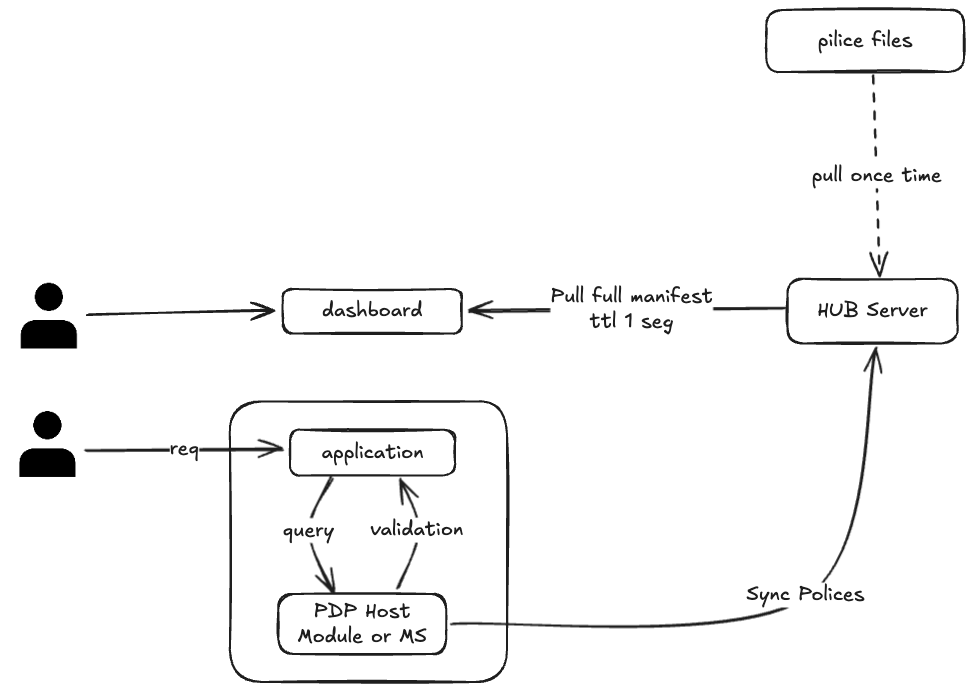 pilice files
pull once time
Pull full manifest
ttl 1 seg
dashboard
HUB Server
req
application
query
validation
PDP Host
Module or MS
Sync Polices